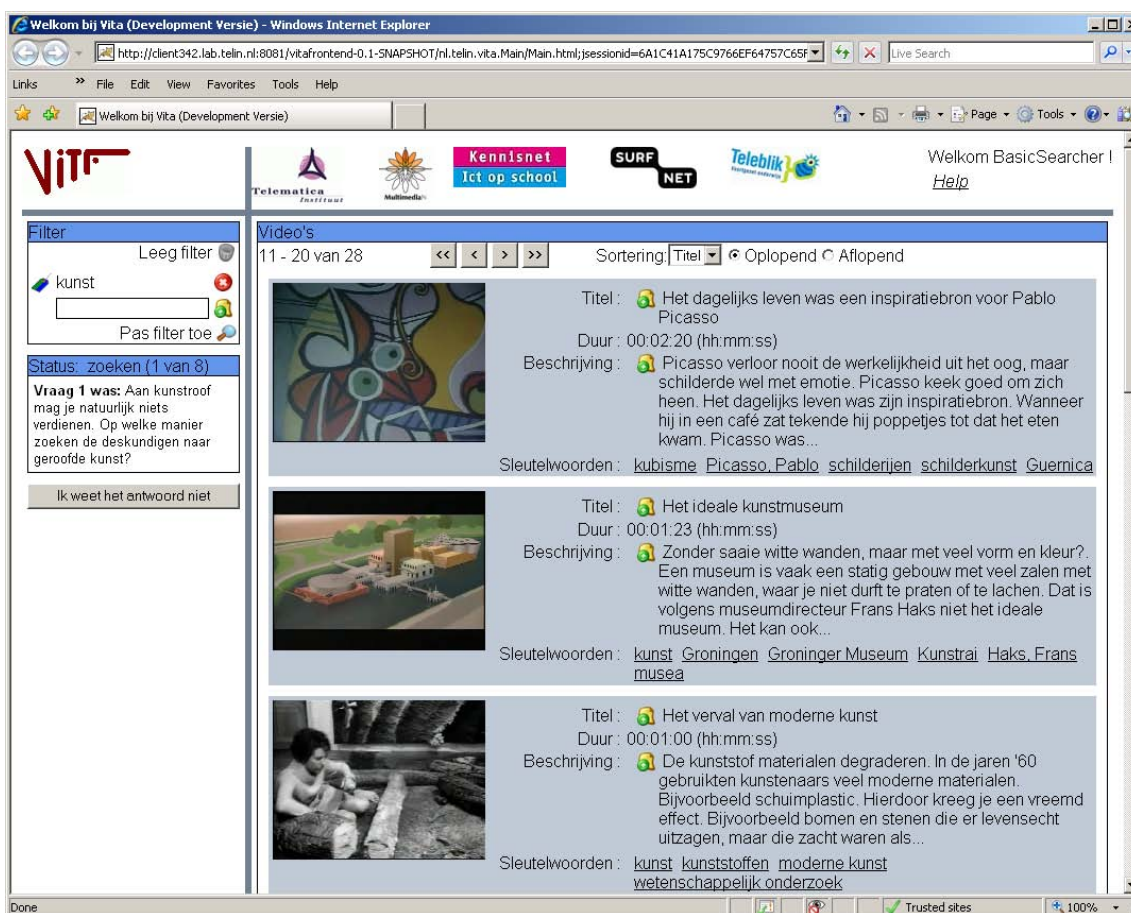 Welkom bij Vita (Development Versie) - Windows Internet Explorer
http://client342.lab.telin.nl:8081/vitafrontend-0.1-SNAPSHOT/nl.telin.vita.Main/Main.html;jsessionid=6A1C41A175C9766EF64757C65F
Live Search
Links » File Edit View Favorites Tools Help
Welkom bij Vita (Development Versie)
Page Tools
ViTA
Telematica
Instituut
Multimedian
Kennisnet
Ict op school
SURF
NET
Teleblik
Welkom BasicSearcher !
Help
Filter
Leeg filter
kunst
Pas filter toe
Status: zoeken (1 van 8)
Vraag 1 was: Aan kunstroof
mag je natuurlijk niets
verdienen. Op welke manier
zoeken de deskundigen naar
geroofde kunst?
Ik weet het antwoord niet
Video's
11 - 20 van 28 << < > >> Sortering: Titel Oplopend Aflopend
Titel : Het dagelijks leven was een inspiratiebron voor Pablo
Picasso
Duur : 00:02:20 (hh:mm:ss)
Beschrijving : Picasso verloor nooit de werkelijkheid uit het oog, maar
schilderde wel met emotie. Picasso keek goed om zich
heen. Het dagelijks leven was zijn inspiratiebron. Wanneer
hij in een café zat tekende hij poppetjes tot dat het eten
kwam. Picasso was...
Sleutelwoorden : kubisme Picasso, Pablo schilderijen schilderkunst Guernica
Titel : Het ideale kunstmuseum
Duur : 00:01:23 (hh:mm:ss)
Beschrijving : Zonder saaie witte wanden, maar met veel vorm en kleur?.
Een museum is vaak een statig gebouw met veel zalen met
witte wanden, waar je niet durft te praten of te lachen. Dat is
volgens museumdirecteur Frans Haks niet het ideale
museum. Het kan ook...
Sleutelwoorden : kunst Groningen Groninger Museum Kunstrai Haks, Frans
musea
Titel : Het verval van moderne kunst
Duur : 00:01:00 (hh:mm:ss)
Beschrijving : De kunststof materialen degraderen. In de jaren '60
gebruikten kunstenaars veel moderne materialen.
Bijvoorbeeld schuimplastic. Hierdoor kreeg je een vreemd
effect. Bijvoorbeeld bomen en stenen die er levensecht
uitzagen, maar die zacht waren als...
Sleutelwoorden : kunst kunststoffen moderne kunst
wetenschappelijk onderzoek
Done
Trusted sites
100%